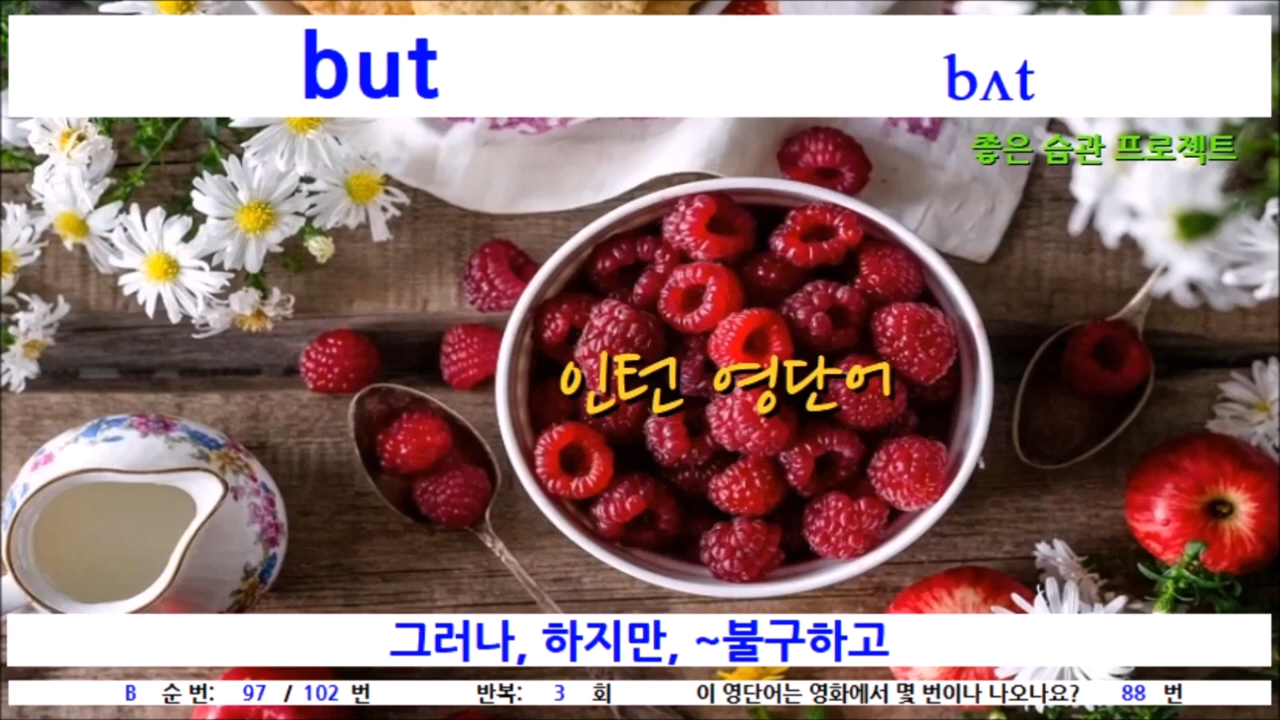 but bʌt
좋은 습관 프로젝트
인턴 영단어
그러나, 하지만, ~불구하고
B 순 번: 97 / 102 번 반복: 3 회 이 영단어는 영화에서 몇 번이나 나오나요? 88 번